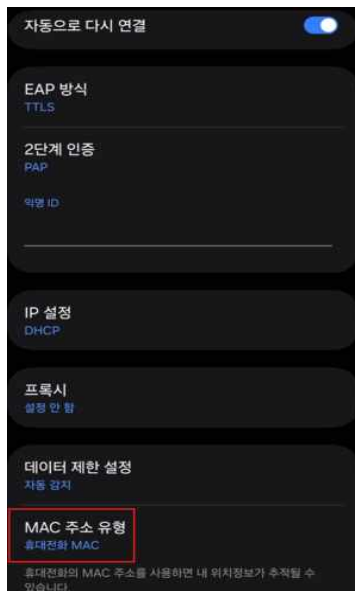 자동으로 다시 연결
EAP 방식
TTLS
2단계 인증
PAP
익명 ID
IP 설정
DHCP
프록시
설정 안 함
데이터 제한 설정
자동 감지
MAC 주소 유형
휴대전화 MAC
휴대전화의 MAC 주소를 사용하면 내 위치정보가 추적될 수
있습니다